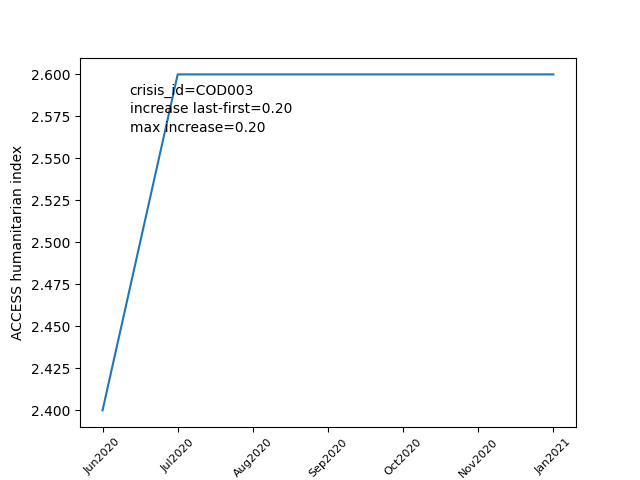 2.600
2.575
2.550
2.525
2.500
2.475
2.450
2.425
2.400
ACCESS humanitarian index
crisis_id=COD003
increase last-first=0.20
max increase=0.20
Jun2020
Jul2020
Aug2020
Sep2020
Oct2020
Nov2020
Jan2021